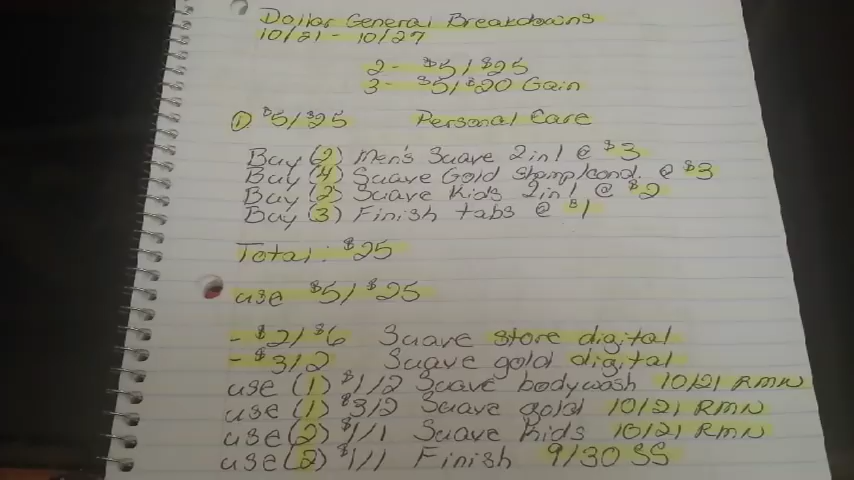 Dollar General Breakdowns
10/21 - 10/27
2 - $5/$25
3 - $5/$20 Gain
① $5/$25 Personal Care
Buy (2) Men's Suave 2in1 @ $3
Buy (4) Suave Gold Shamp/cond. @ $3
Buy (2) Suave Kids 2in1 @ $2
Buy (3) Finish tabs @ $1
Total: $25
use $5/$25
- $2/$6 Suave store digital
- $3/2 Suave gold digital
use (1) $1/2 Suave bodywash 10/21 RMN
use (1) $3/2 Suave gold 10/21 RMN
use (2) $1/1 Suave Kids 10/21 RMN
use (2) $1/1 Finish 9/30 SS